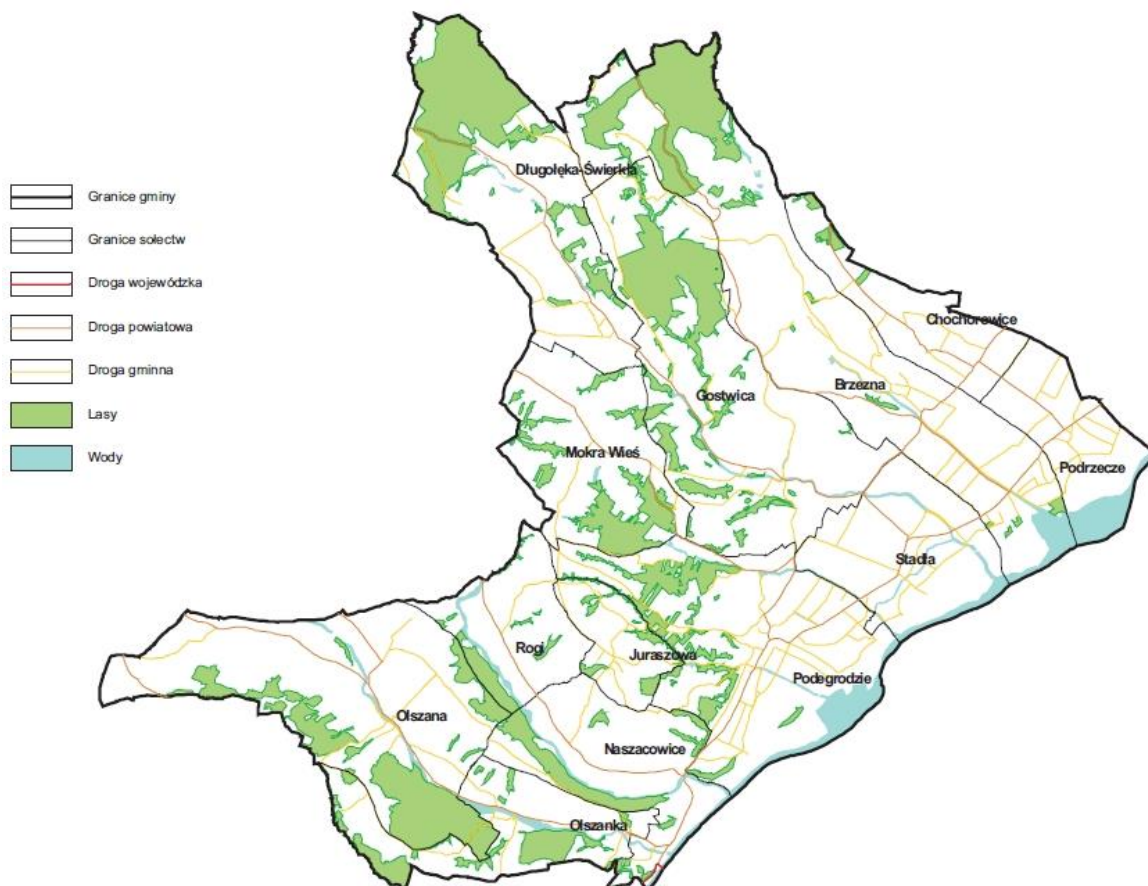 Granice gminy
Granice sołectw
Droga wojewódzka
Droga powiatowa
Droga gminna
Lasy
Wody
Długołęka-Świerkla
Chochorewice
Brzezna
Gostwica
Mokra Wieś
Podrzecze
Stadła
Rogi
Juraszowa
Podegrodzie
Olszana
Naszacowice
Olszanka